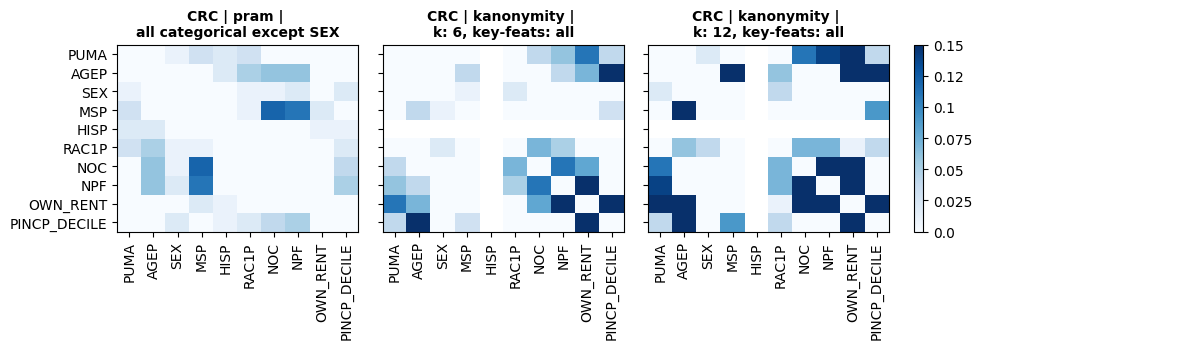 CRC | pram |
all categorical except SEX
CRC | kanonymity |
k: 6, key-feats: all
CRC | kanonymity |
k: 12, key-feats: all
PUMA
AGEP
SEX
MSP
HISP
RAC1P
NOC
NPF
OWN_RENT
PINCP_DECILE
PUMA
AGEP
SEX
MSP
HISP
RAC1P
NOC
NPF
OWN_RENT
PINCP_DECILE
PUMA
AGEP
SEX
MSP
HISP
RAC1P
NOC
NPF
OWN_RENT
PINCP_DECILE
PUMA
AGEP
SEX
MSP
HISP
RAC1P
NOC
NPF
OWN_RENT
PINCP_DECILE
0.15
0.125
0.1
0.075
0.05
0.025
0.0